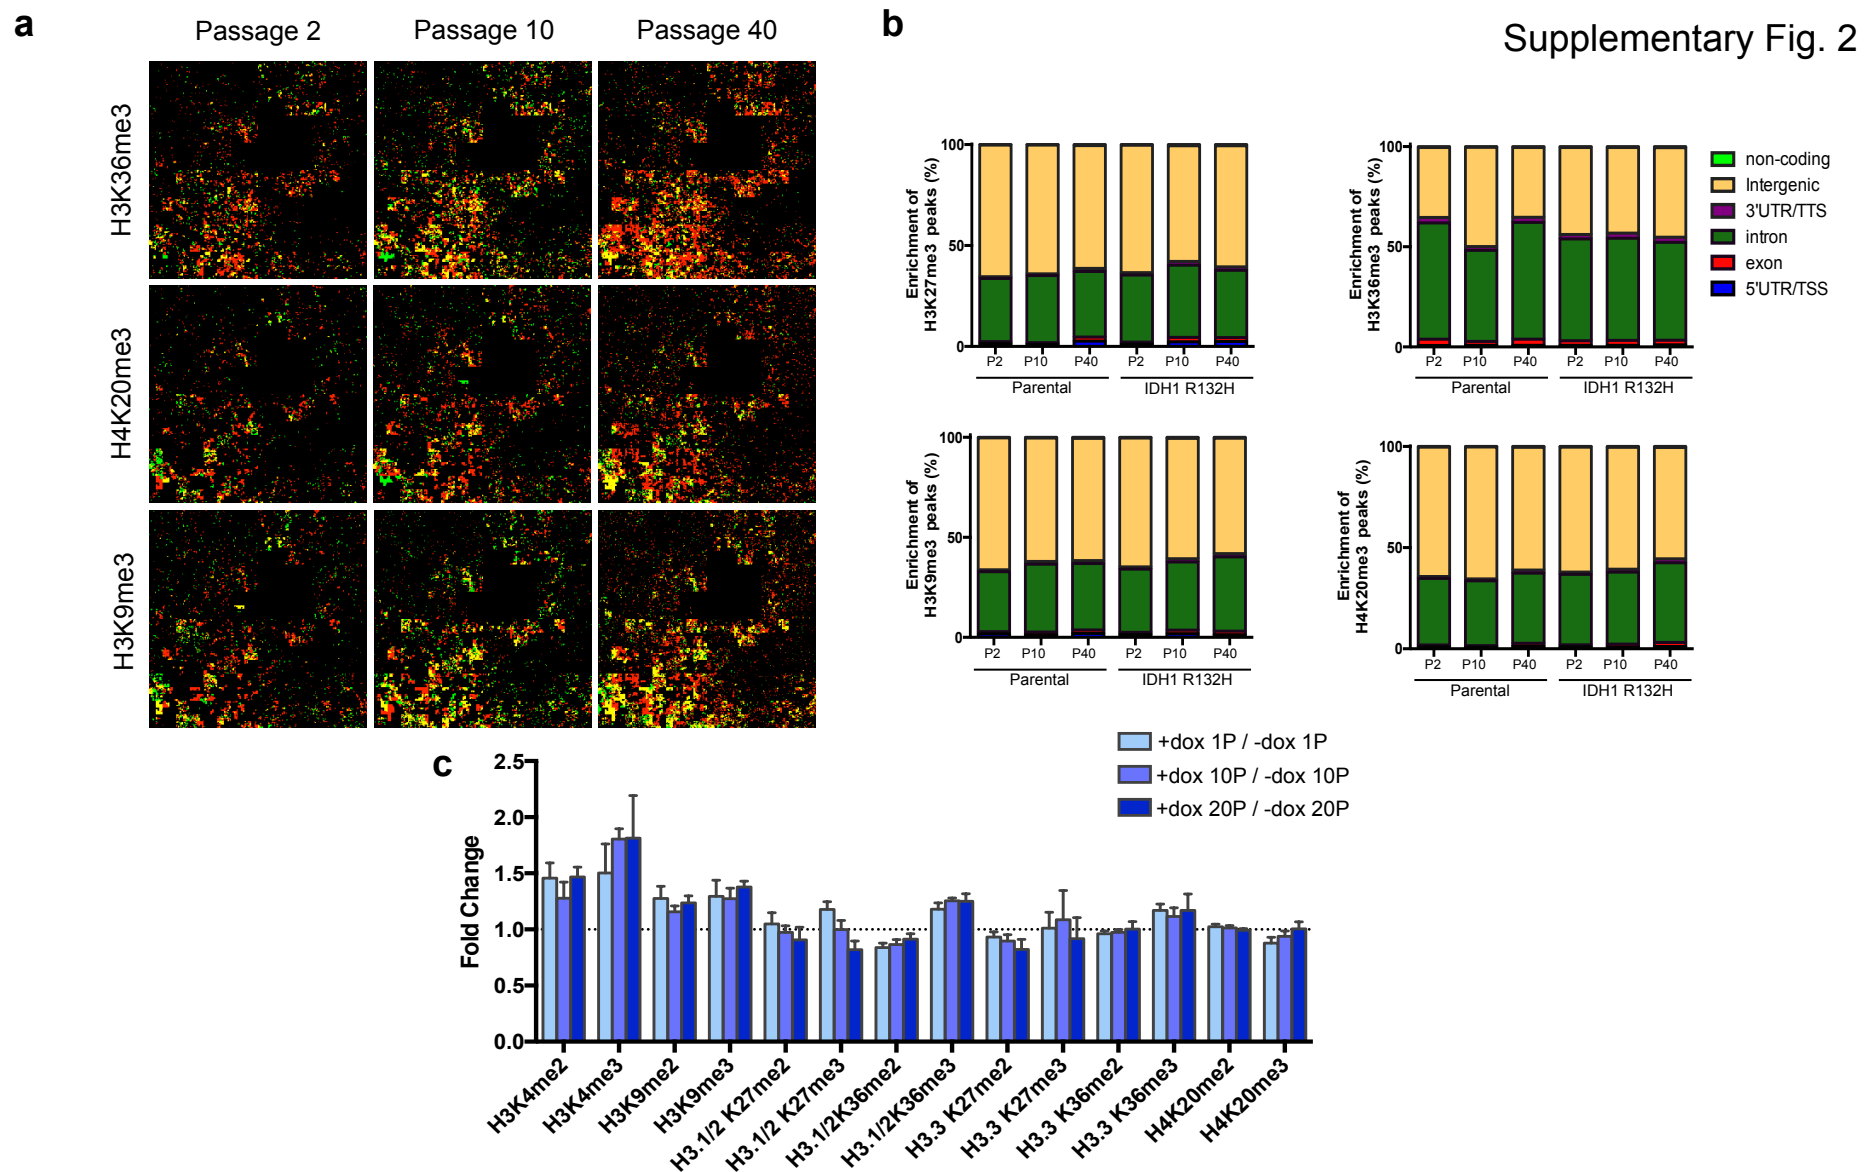 a
Passage 2
Passage 10
Passage 40
H3K36me3
H4K20me3
H3K9me3
b
Supplementary Fig. 2
Enrichment of
H3K27me3 peaks (%)
100
50
0
P2 P10 P40 P2 P10 P40
Parental IDH1 R132H
Enrichment of
H3K36me3 peaks (%)
100
50
0
P2 P10 P40 P2 P10 P40
Parental IDH1 R132H
non-coding
Intergenic
3'UTR/TTS
intron
exon
5'UTR/TSS
Enrichment of
H3K9me3 peaks (%)
100
50
0
P2 P10 P40 P2 P10 P40
Parental IDH1 R132H
Enrichment of
H4K20me3 peaks (%)
100
50
0
P2 P10 P40 P2 P10 P40
Parental IDH1 R132H
c
+dox 1P / -dox 1P
+dox 10P / -dox 10P
+dox 20P / -dox 20P
Fold Change
2.5
2.0
1.5
1.0
0.5
0.0
H3K4me2
H3K4me3
H3K9me2
H3K9me3
H3.1/2 K27me2
H3.1/2 K27me3
H3.1/2K36me2
H3.1/2K36me3
H3.3 K27me2
H3.3 K27me3
H3.3 K36me2
H3.3 K36me3
H4K20me2
H4K20me3